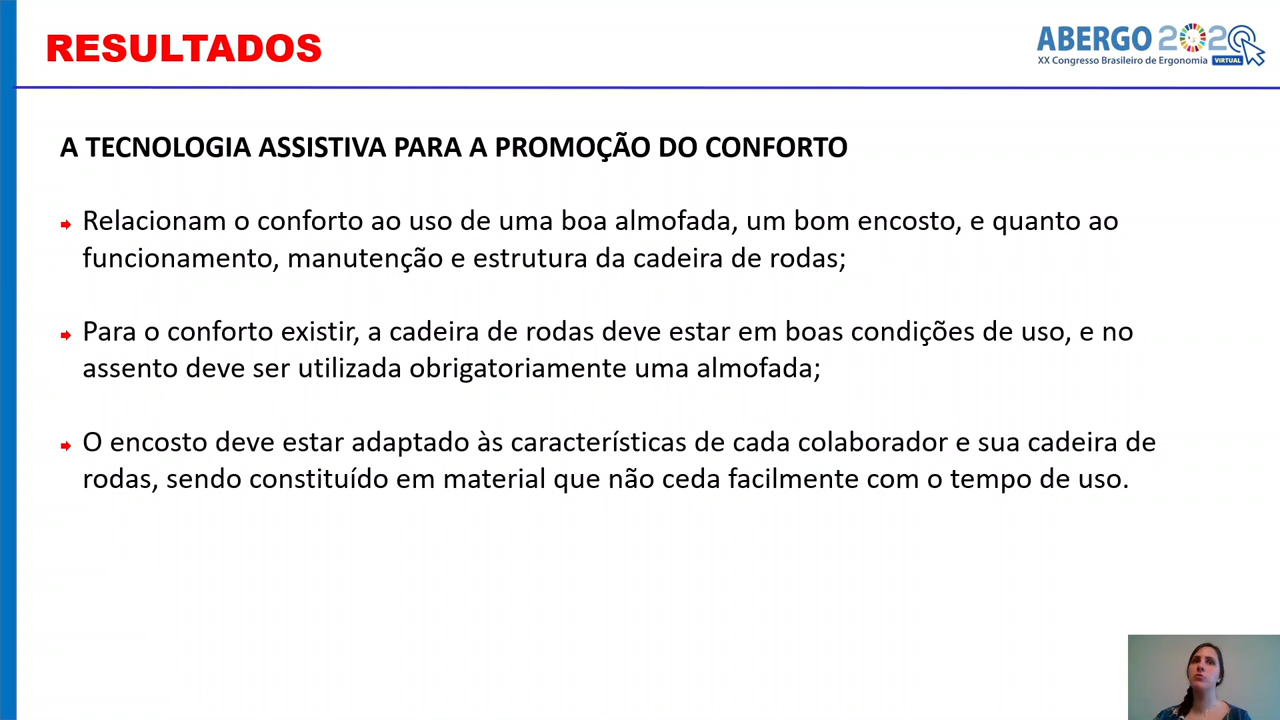 RESULTADOS
ABERGO 2020
XX Congresso Brasileiro de Ergonomia VIRTUAL
A TECNOLOGIA ASSISTIVA PARA A PROMOÇÃO DO CONFORTO
Relacionam o conforto ao uso de uma boa almofada, um bom encosto, e quanto ao
funcionamento, manutenção e estrutura da cadeira de rodas;
Para o conforto existir, a cadeira de rodas deve estar em boas condições de uso, e no
assento deve ser utilizada obrigatoriamente uma almofada;
O encosto deve estar adaptado às características de cada colaborador e sua cadeira de
rodas, sendo constituído em material que não ceda facilmente com o tempo de uso.